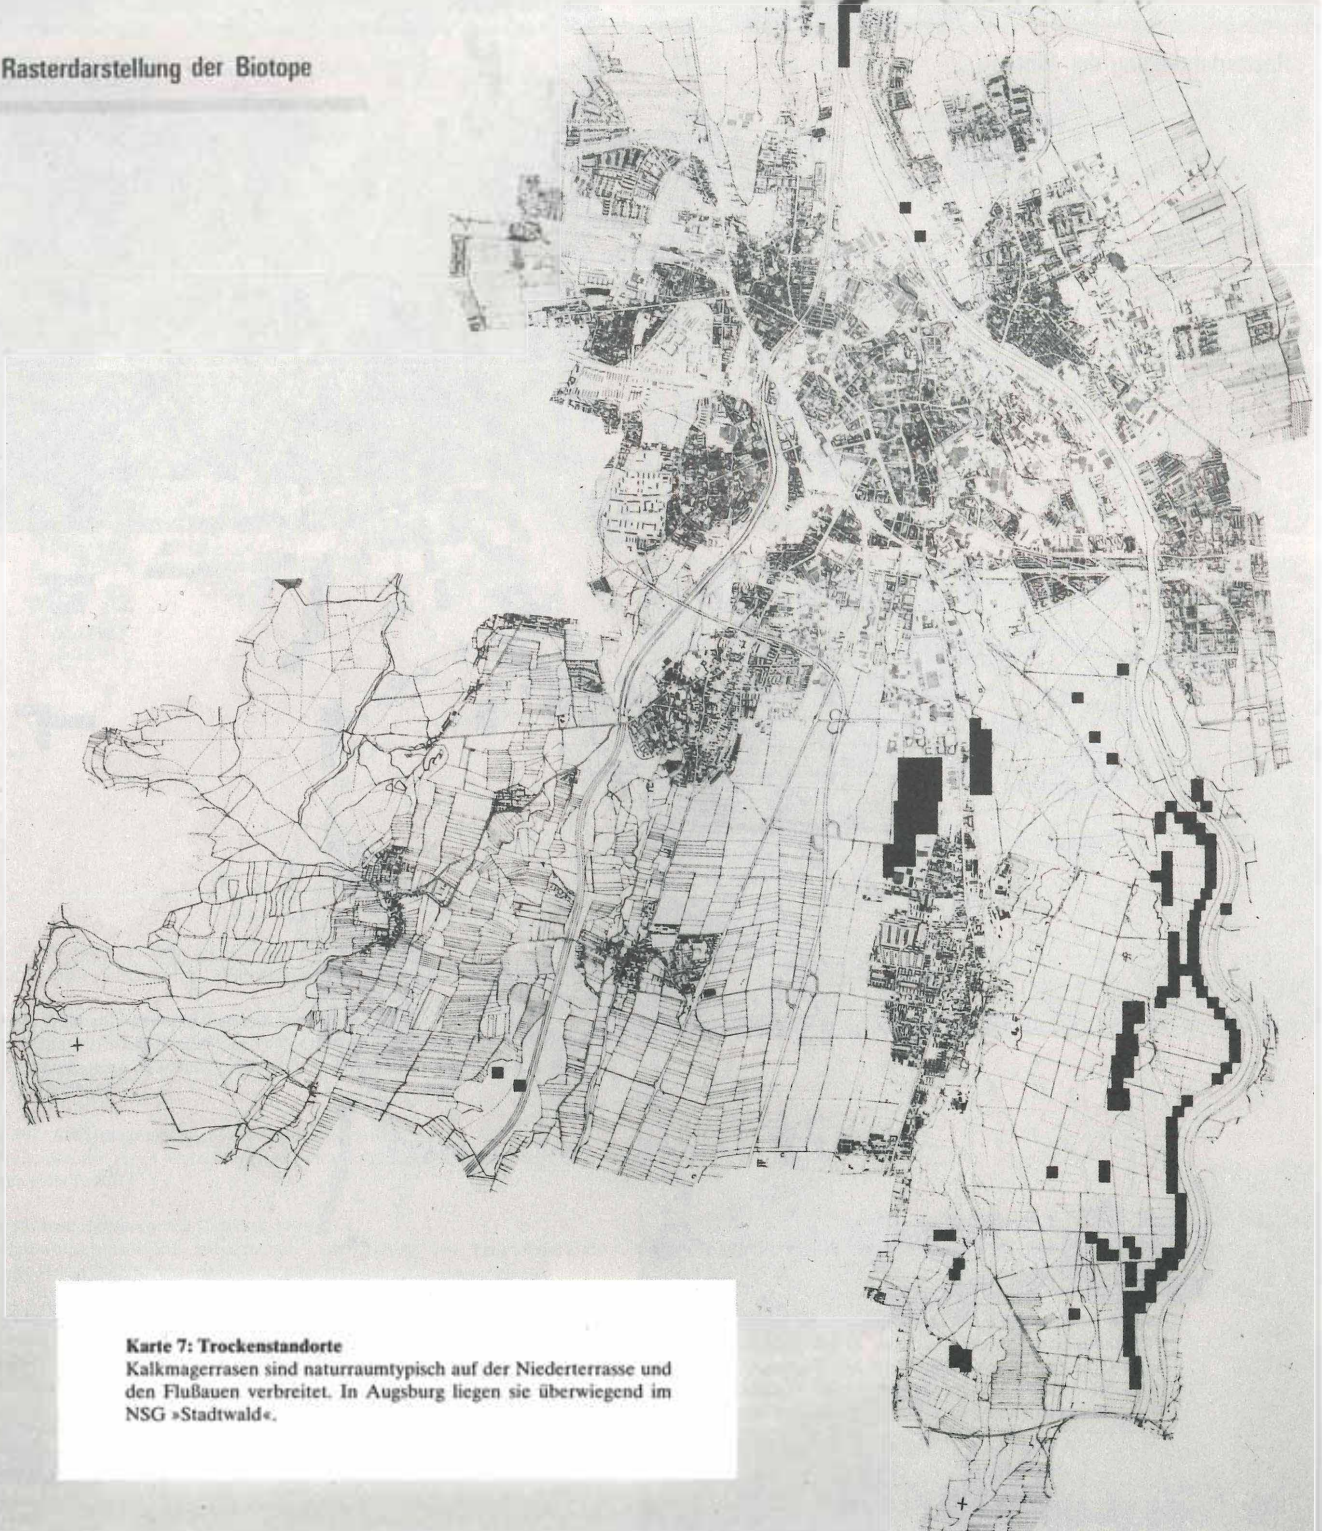 Rasterdarstellung der Biotope
Karte 7: Trockenstandorte
Kalkmagerrasen sind naturraumtypisch auf der Niederterrasse und
den Flußauen verbreitet. In Augsburg liegen sie überwiegend im
NSG »Stadtwald«.